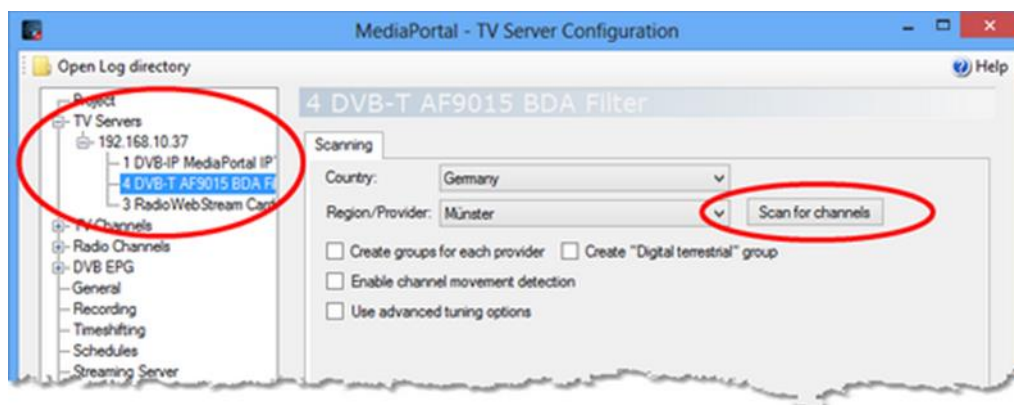 MediaPortal - TV Server Configuration
Open Log directory
Help
Project
TV Servers
192.168.10.37
1 DVB-IP MediaPortal IP
4 DVB-T AF9015 BDA Fi
3 RadioWebStream Card
TV Channels
Radio Channels
DVB EPG
General
Recording
Timeshifting
Schedules
Streaming Server
4 DVB-T AF9015 BDA Filter
Scanning
Country: Germany
Region/Provider: Münster Scan for channels
Create groups for each provider Create "Digital terrestrial" group
Enable channel movement detection
Use advanced tuning options